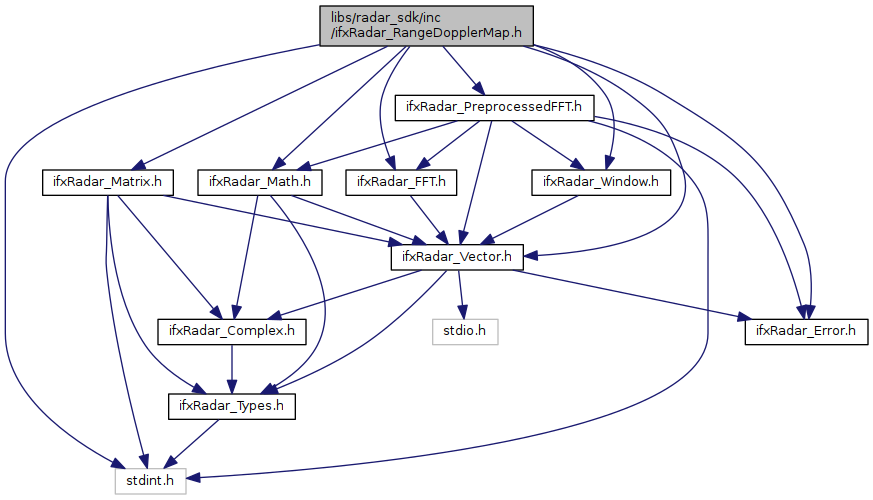 libs/radar_sdk/inc
/ifxRadar_RangeDopplerMap.h
ifxRadar_PreprocessedFFT.h
ifxRadar_Matrix.h
ifxRadar_Math.h
ifxRadar_FFT.h
ifxRadar_Window.h
ifxRadar_Vector.h
ifxRadar_Complex.h
stdio.h
ifxRadar_Error.h
ifxRadar_Types.h
stdint.h